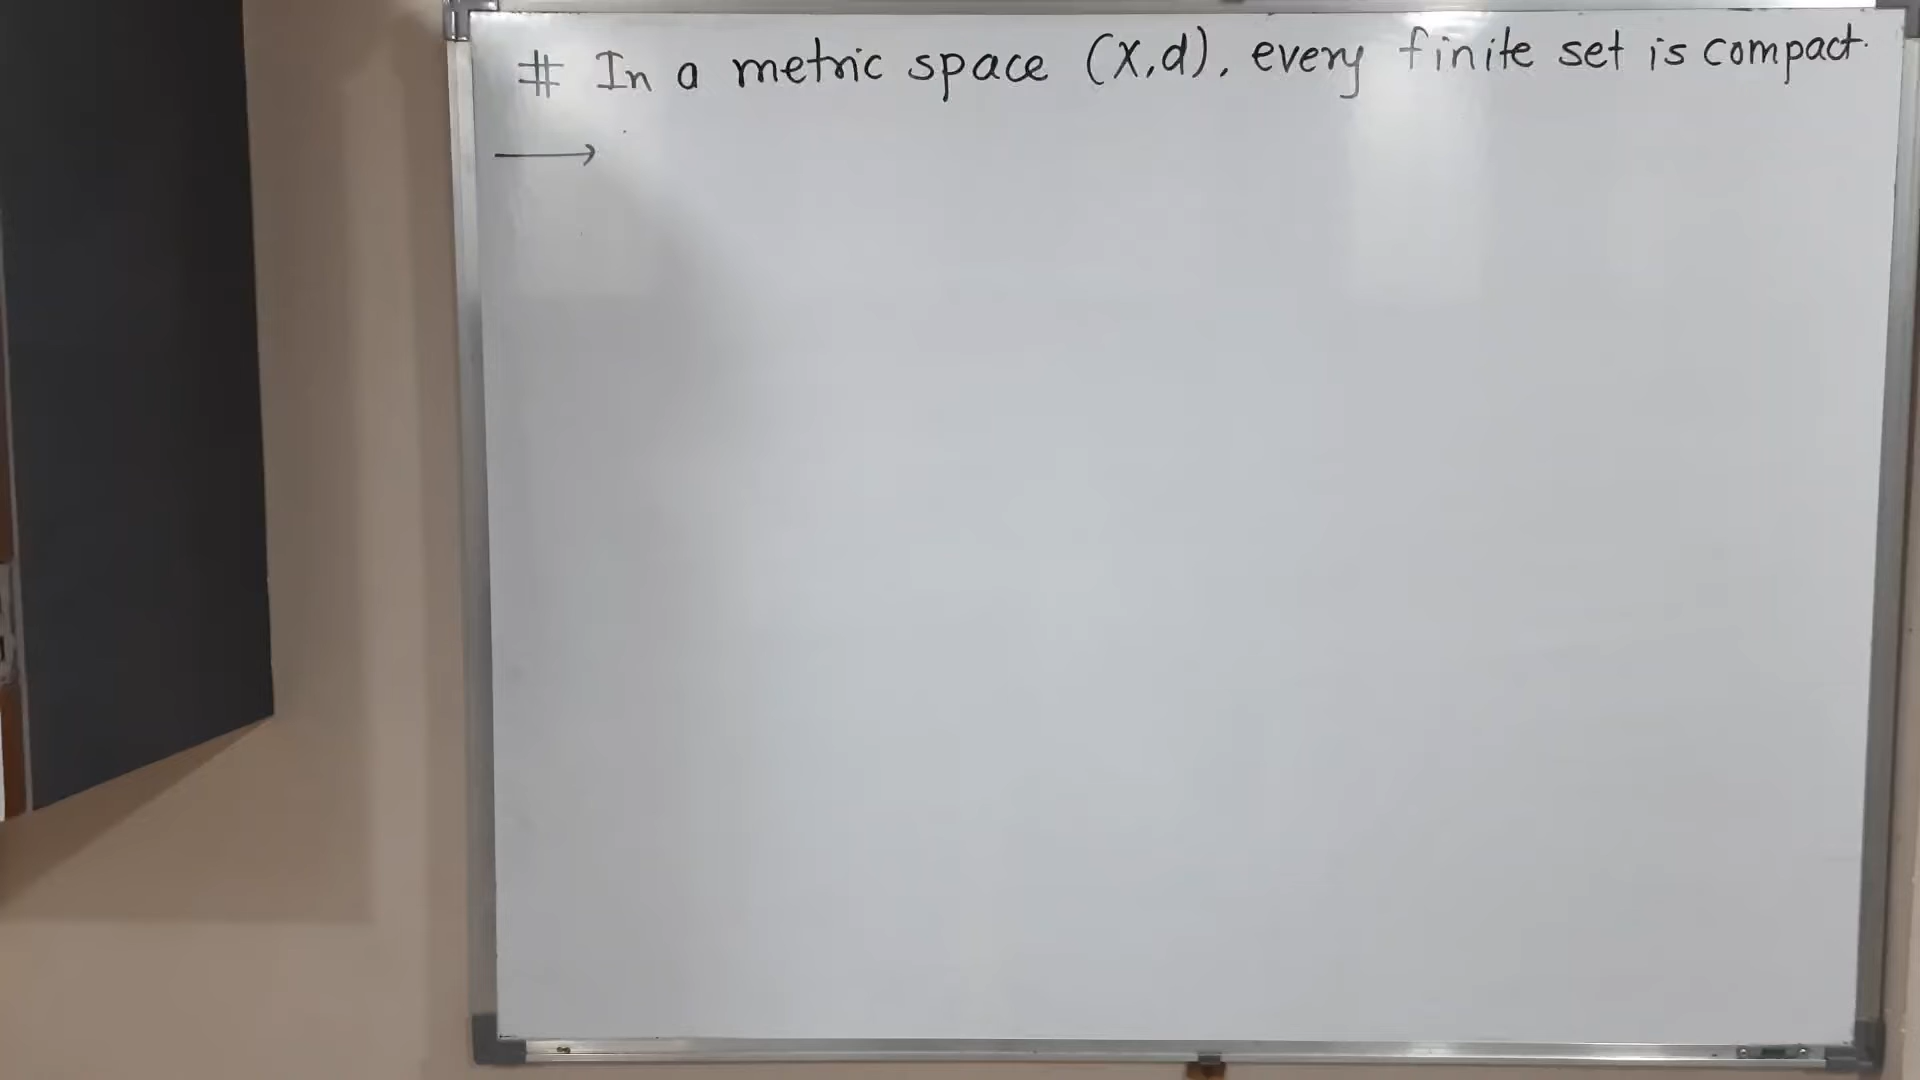 # In a metric space (X,d), every finite set is compact.
→